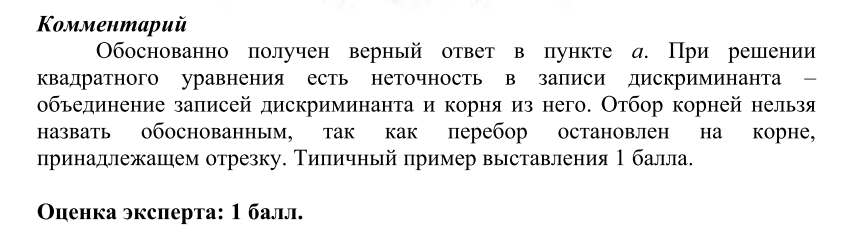 Комментарий
Обоснованно получен верный ответ в пункте а. При решении
квадратного уравнения есть неточность в записи дискриминанта –
объединение записей дискриминанта и корня из него. Отбор корней нельзя
назвать обоснованным, так как перебор остановлен на корне,
принадлежащем отрезку. Типичный пример выставления 1 балла.
Оценка эксперта: 1 балл.